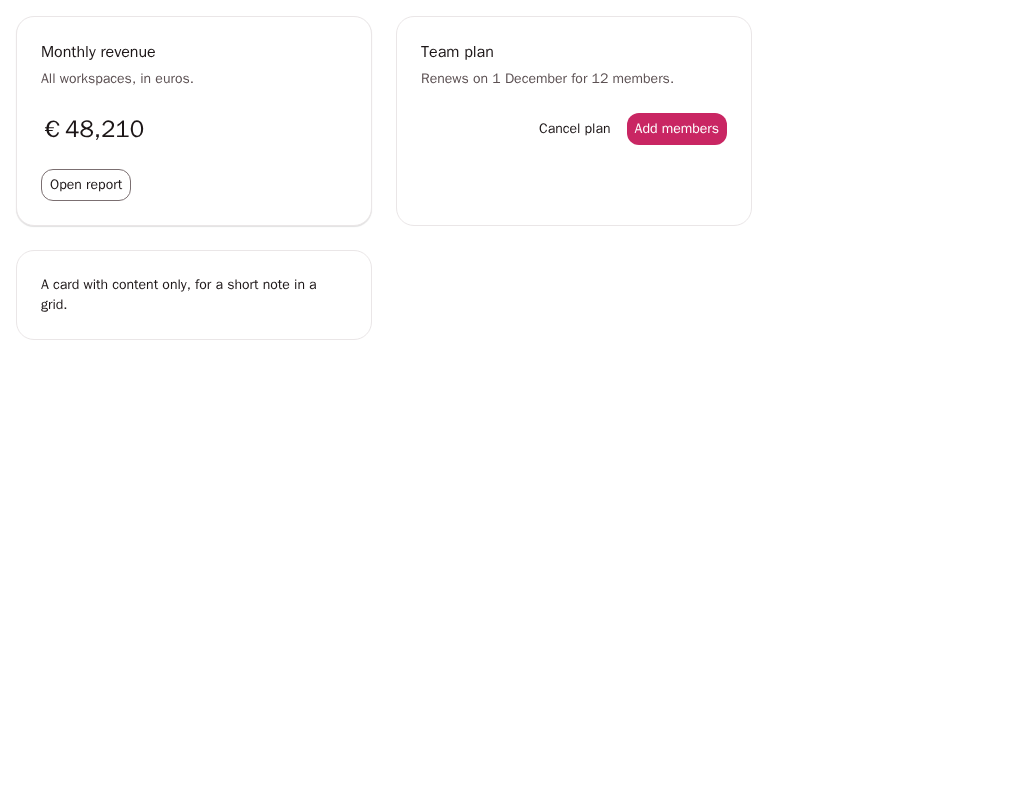 Monthly revenue
All workspaces, in euros.
€ 48,210
Open report
Team plan
Renews on 1 December for 12 members.
Cancel plan
Add members
A card with content only, for a short note in a
grid.